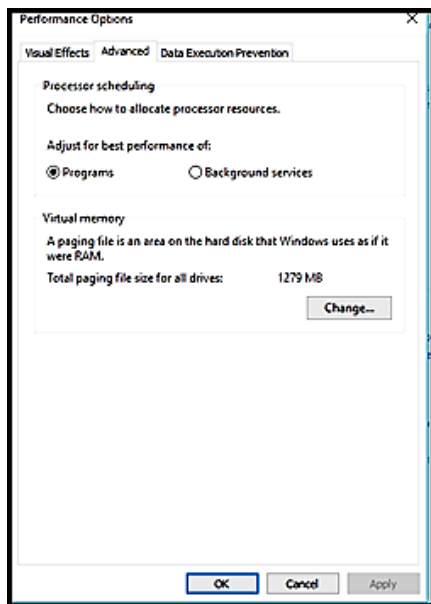 Performance Options
Visual Effects Advanced Data Execution Prevention
Processor scheduling
Choose how to allocate processor resources.
Adjust for best performance of:
Programs Background services
Virtual memory
A paging file is an area on the hard disk that Windows uses as if it
were RAM.
Total paging file size for all drives: 1279 MB
Change...
OK Cancel Apply